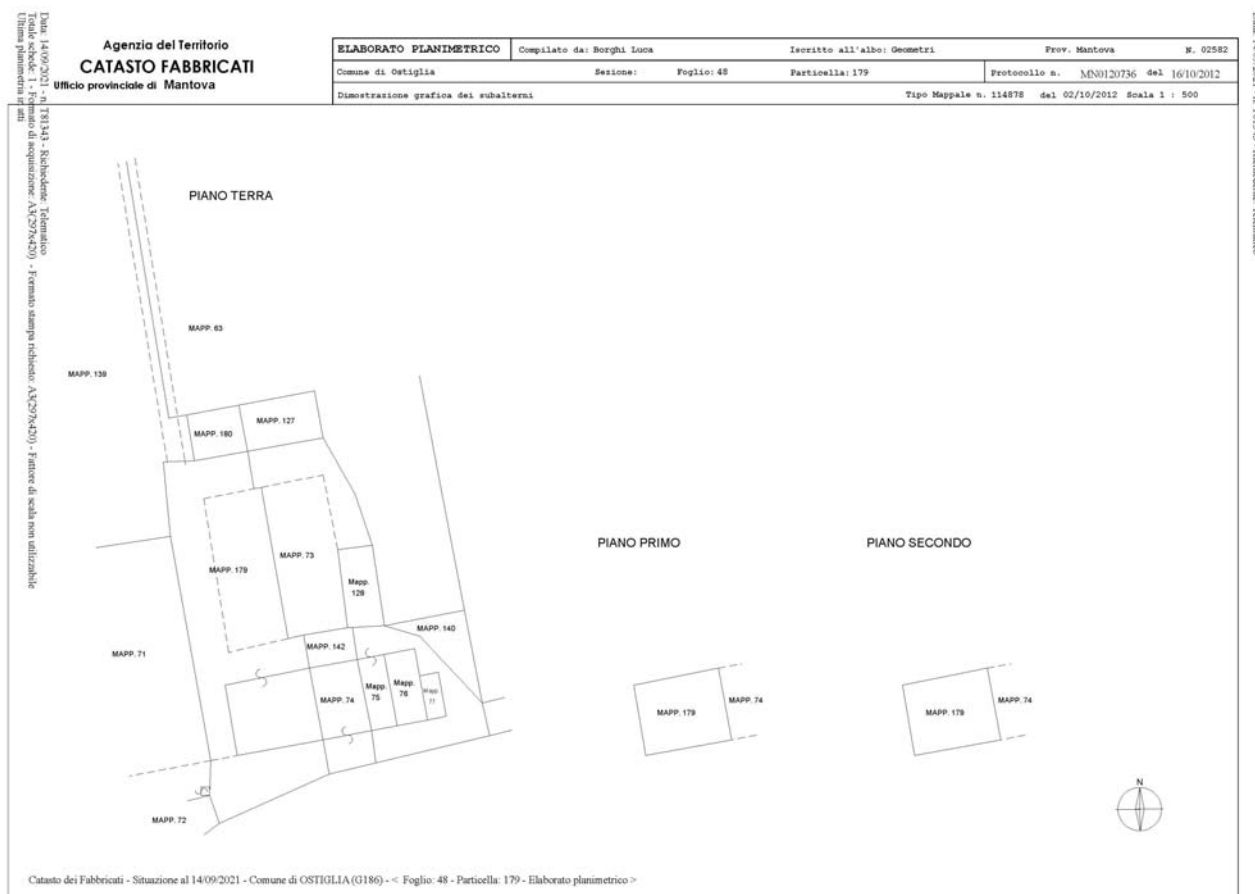 Data: 14/09/2021 - n. T81343 - Richiedente: Telematico
Totale schede: 1 - Formato di acquisizione: A3(297x420) - Formato stampa richiesto: A3(297x420) - Fattore di scala non utilizzabile
Ultima planimetria in atti
Agenzia del Territorio
CATASTO FABBRICATI
Ufficio provinciale di Mantova
ELABORATO PLANIMETRICO
Compilato da: Borghi Luca
Iscritto all'albo: Geometri
Prov. Mantova N. 02582
Comune di Ostiglia
Sezione: Foglio: 48 Particella: 179
Protocollo n. MN0120736 del 16/10/2012
Dimostrazione grafica dei subalterni
Tipo Mappale n. 114878 del 02/10/2012 Scala 1 : 500
PIANO TERRA
MAPP. 63
MAPP. 139
MAPP. 127
MAPP. 180
MAPP. 73
MAPP. 179
Mapp.
128
MAPP. 140
MAPP. 142
MAPP. 71
Mapp.
76
Mapp.
75
Mapp.
77
MAPP. 74
MAPP. 72
PIANO PRIMO
MAPP. 179
MAPP. 74
PIANO SECONDO
MAPP. 179
MAPP. 74
N
Catasto dei Fabbricati - Situazione al 14/09/2021 - Comune di OSTIGLIA (G186) - < Foglio: 48 - Particella: 179 - Elaborato planimetrico >